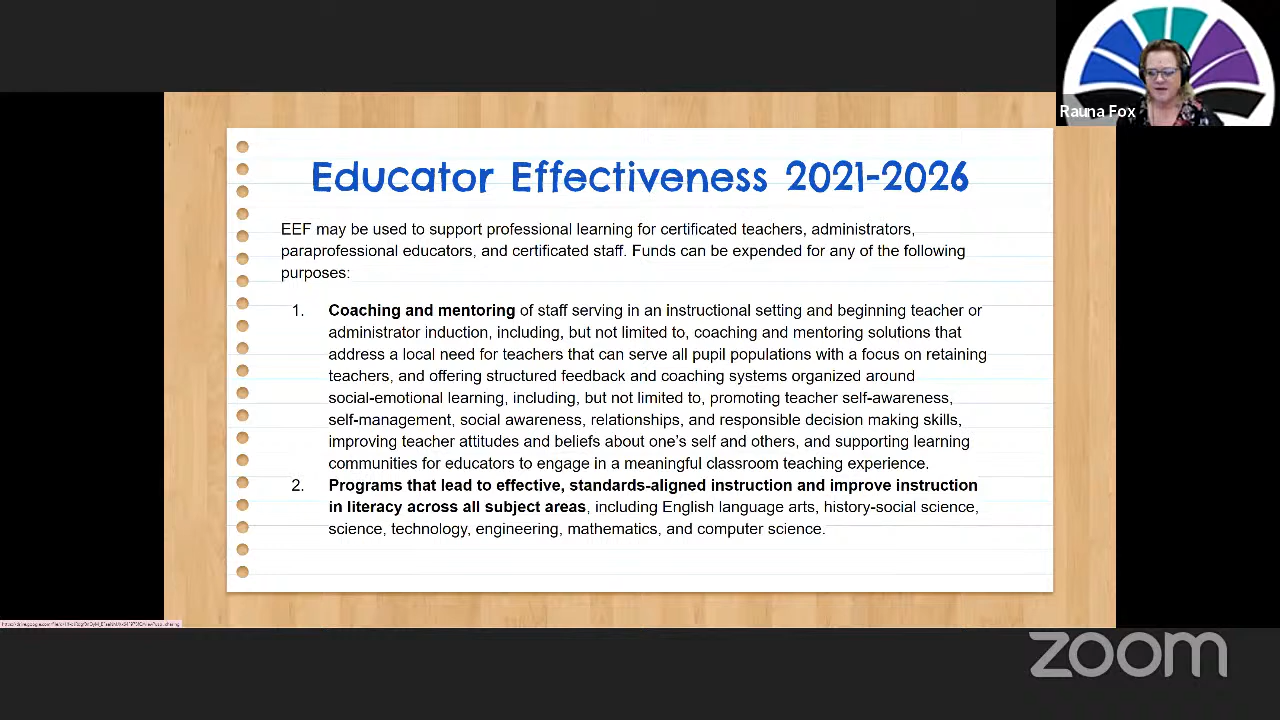 Rauna Fox
Educator Effectiveness 2021-2026
EEF may be used to support professional learning for certificated teachers, administrators,
paraprofessional educators, and certificated staff. Funds can be expended for any of the following
purposes:
1. Coaching and mentoring of staff serving in an instructional setting and beginning teacher or
administrator induction, including, but not limited to, coaching and mentoring solutions that
address a local need for teachers that can serve all pupil populations with a focus on retaining
teachers, and offering structured feedback and coaching systems organized around
social-emotional learning, including, but not limited to, promoting teacher self-awareness,
self-management, social awareness, relationships, and responsible decision making skills,
improving teacher attitudes and beliefs about one's self and others, and supporting learning
communities for educators to engage in a meaningful classroom teaching experience.
2. Programs that lead to effective, standards-aligned instruction and improve instruction
in literacy across all subject areas, including English language arts, history-social science,
science, technology, engineering, mathematics, and computer science.
zoom